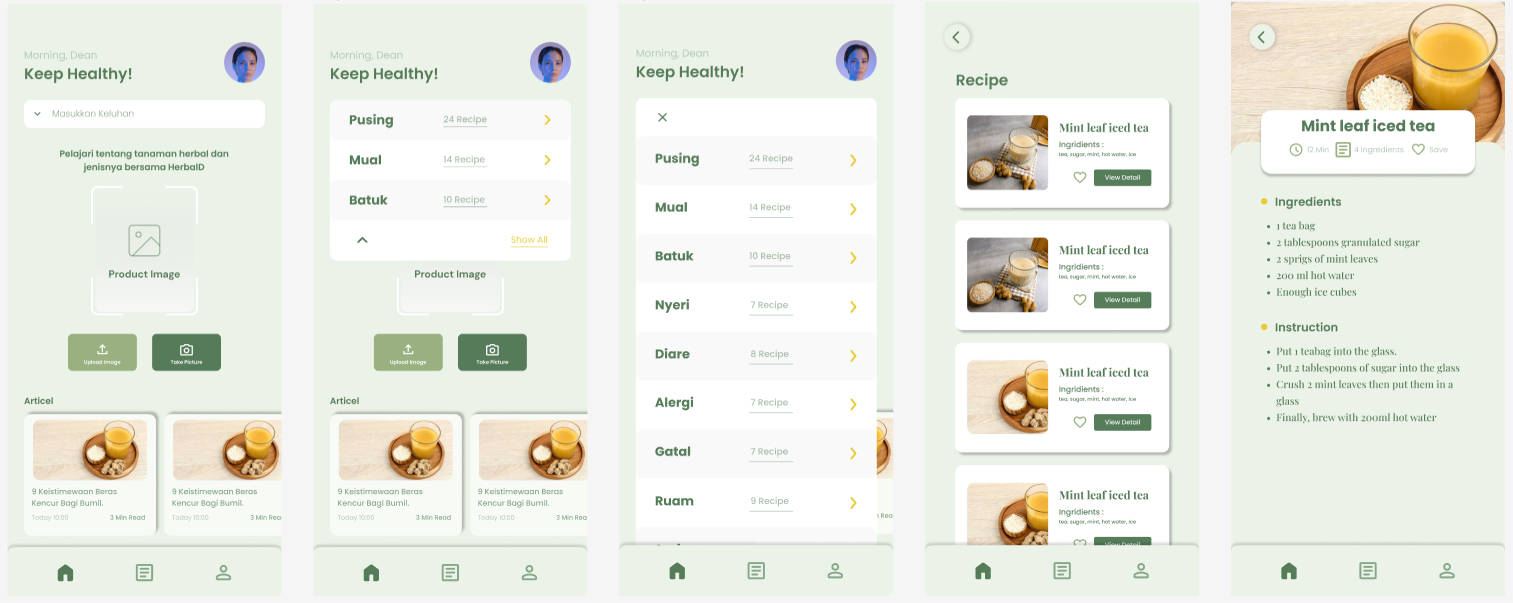 Morning, Dean
Keep Healthy!
Masukkan Keluhan
Pelajari tentang tanaman herbal dan
jenisnya bersama HerbalD
Product Image
Upload Image
Take Picture
Articel
9 Keistimewaan Beras
Kencur Bagi Bumil.
Today 10:00
3 Min Read
9 Keistimewaan Beras
Kencur Bagi Bumil.
Today 10:00
3 Min Rea
Morning, Dean
Keep Healthy!
Pusing 24 Recipe
Mual 14 Recipe
Batuk 10 Recipe
Show All
Product Image
Upload Image
Take Picture
Articel
9 Keistimewaan Beras
Kencur Bagi Bumil.
Today 10:00
3 Min Read
9 Keistimewaan Beras
Kencur Bagi Bumil.
Today 10:00
3 Min Rea
Morning, Dean
Keep Healthy!
Pusing 24 Recipe
Mual 14 Recipe
Batuk 10 Recipe
Nyeri 7 Recipe
Diare 8 Recipe
Alergi 7 Recipe
Gatal 7 Recipe
Ruam 9 Recipe
n Rea
Recipe
Mint leaf iced tea
Ingridients :
tea, sugar, mint, hot water, ice
View Detail
Mint leaf iced tea
Ingridients :
tea, sugar, mint, hot water, ice
View Detail
Mint leaf iced tea
Ingridients :
tea, sugar, mint, hot water, ice
View Detail
Mint leaf iced tea
Ingridients :
tea, sugar, mint, hot water, ice
View Detail
Mint leaf iced tea
12 Min 4 Ingredients Save
Ingredients
1 tea bag
2 tablespoons granulated sugar
2 sprigs of mint leaves
200 ml hot water
Enough ice cubes
Instruction
Put 1 teabag into the glass.
Put 2 tablespoons of sugar into the glass
Crush 2 mint leaves then put them in a
glass
Finally, brew with 200ml hot water